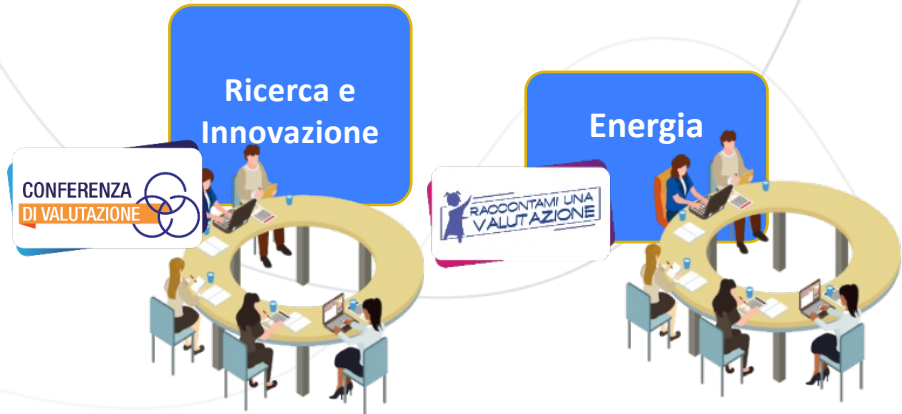 Ricerca e
Innovazione
CONFERENZA
DI VALUTAZIONE
Energia
RACCONTAMI UNA
VALUTAZIONE